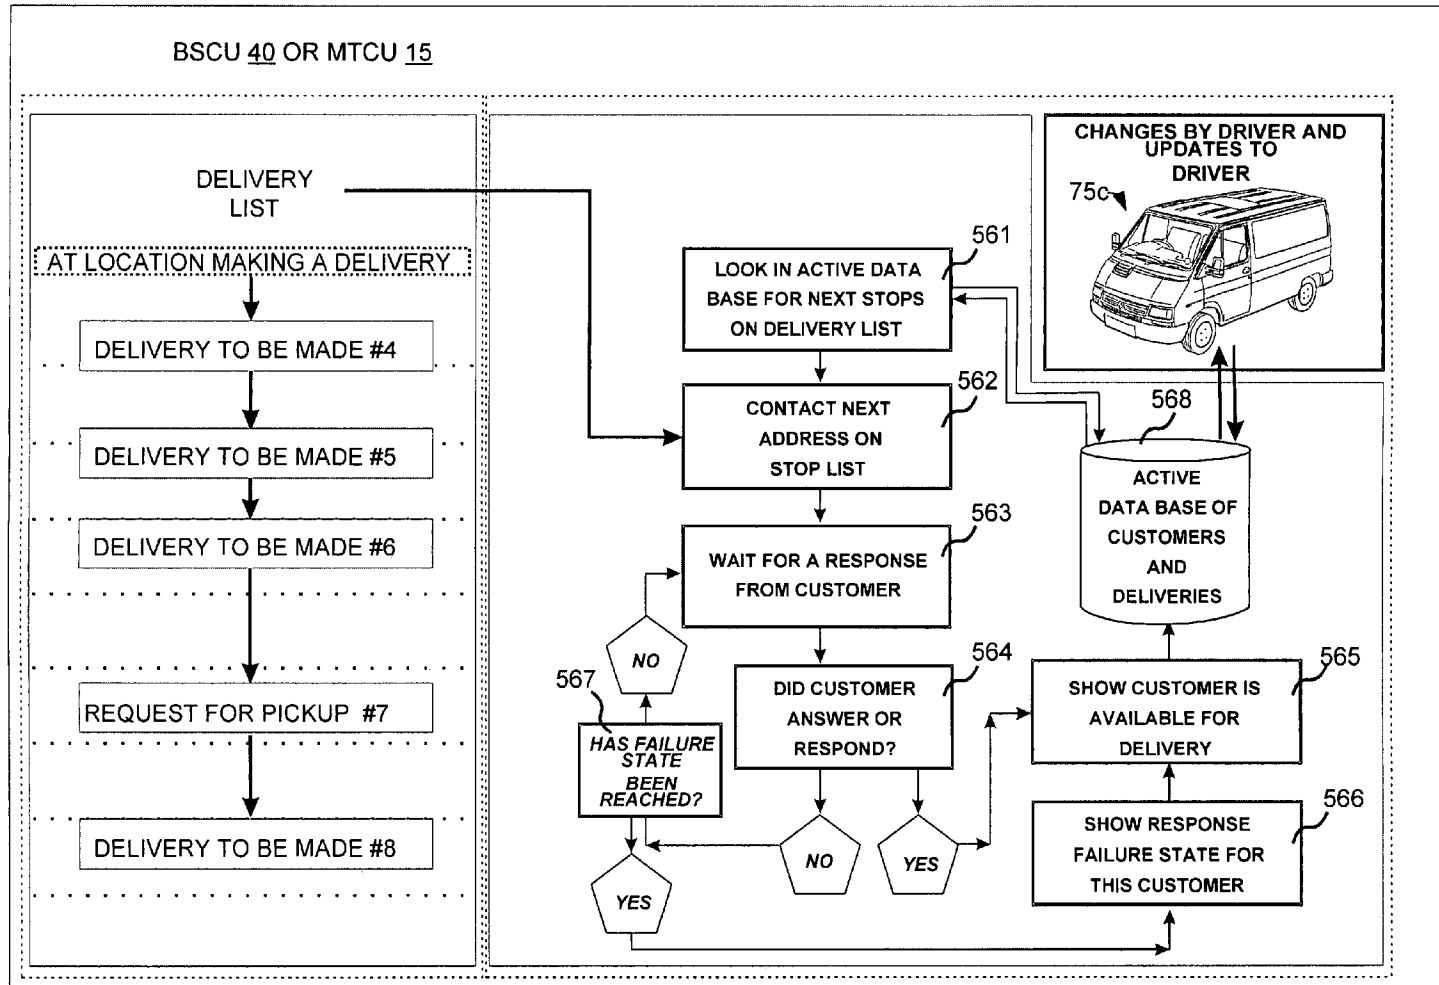 BSCU 40 OR MTCU 15
DELIVERY
LIST
AT LOCATION MAKING A DELIVERY
DELIVERY TO BE MADE #4
DELIVERY TO BE MADE #5
DELIVERY TO BE MADE #6
REQUEST FOR PICKUP #7
DELIVERY TO BE MADE #8
CHANGES BY DRIVER AND
UPDATES TO
DRIVER
75c
561
LOOK IN ACTIVE DATA
BASE FOR NEXT STOPS
ON DELIVERY LIST
562
CONTACT NEXT
ADDRESS ON
STOP LIST
563
WAIT FOR A RESPONSE
FROM CUSTOMER
NO
564
DID CUSTOMER
ANSWER OR
RESPOND?
567
HAS FAILURE
STATE
BEEN
REACHED?
NO
YES
YES
568
ACTIVE
DATA BASE OF
CUSTOMERS
AND
DELIVERIES
565
SHOW CUSTOMER IS
AVAILABLE FOR
DELIVERY
566
SHOW RESPONSE
FAILURE STATE FOR
THIS CUSTOMER